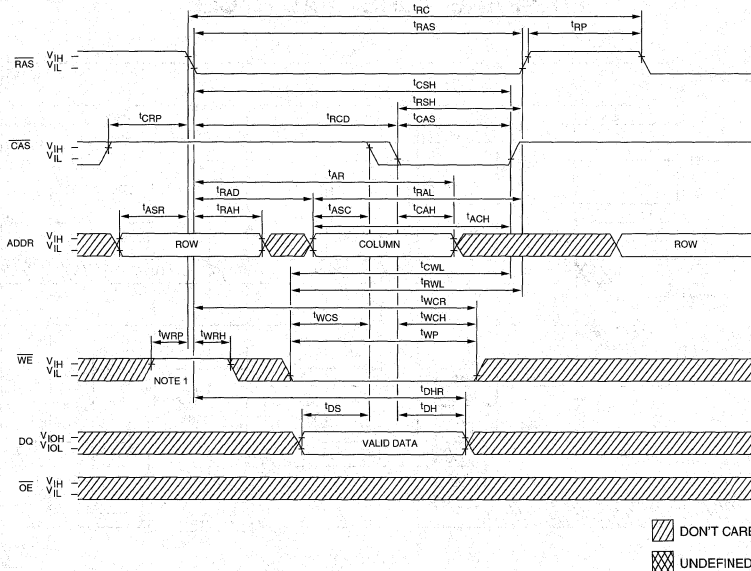 tRC
tRAS
tRP
RAS VIH
VIL
tCSH
tRSH
tCRP
tRCD
tCAS
CAS VIH
VIL
tAR
tRAD
tRAL
tASR
tRAH
tASC
tCAH
tACH
ADDR VIH
VIL
ROW
COLUMN
ROW
tCWL
tRWL
tWCR
tWCS
tWCH
tWRP
tWRH
tWP
WE VIH
VIL
NOTE 1
tDHR
tDS
tDH
DQ VIOH
VIOL
VALID DATA
OE VIH
VIL
DON'T CARE
UNDEFINED